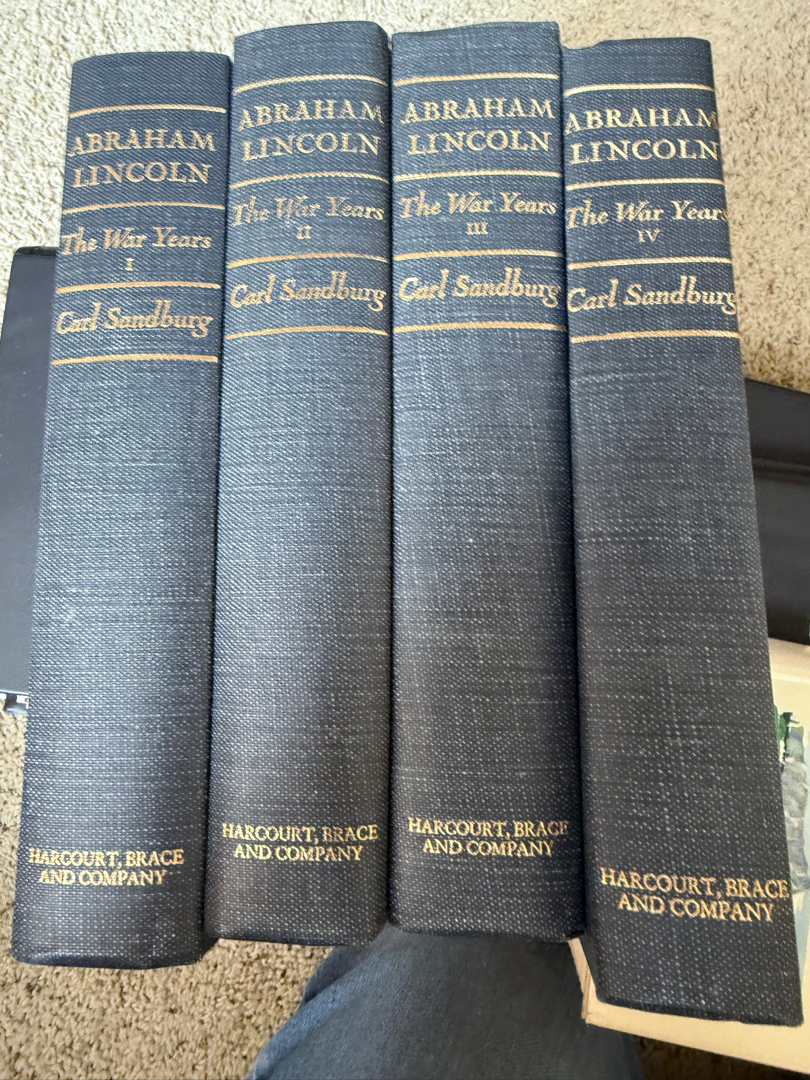 ABRAHAM
LINCOLN
The War Years
I
Carl Sandburg
HARCOURT, BRACE
AND COMPANY
ABRAHAM
LINCOLN
The War Years
II
Carl Sandburg
HARCOURT, BRACE
AND COMPANY
ABRAHAM
LINCOLN
The War Years
III
Carl Sandburg
HARCOURT, BRACE
AND COMPANY
ABRAHAM
LINCOLN
The War Years
IV
Carl Sandburg
HARCOURT, BRACE
AND COMPANY